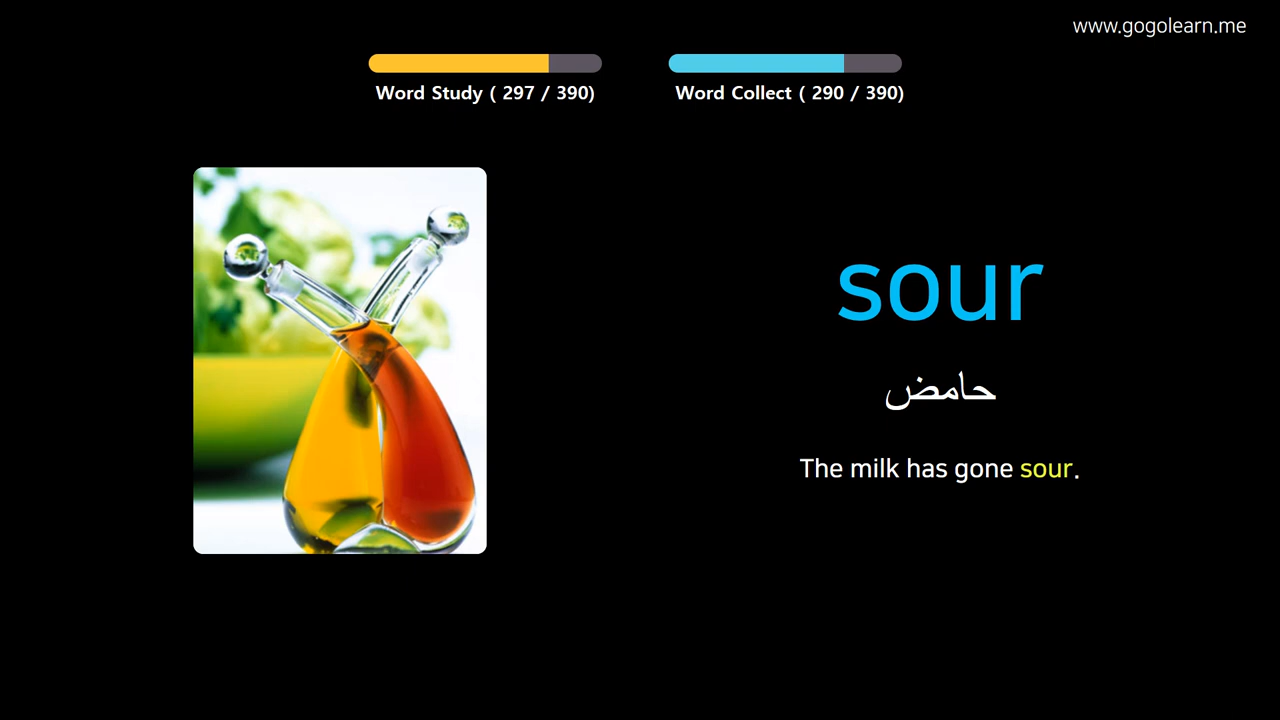 www.gogolearn.me
Word Study ( 297 / 390)
Word Collect ( 290 / 390)
sour
حامض
The milk has gone sour.